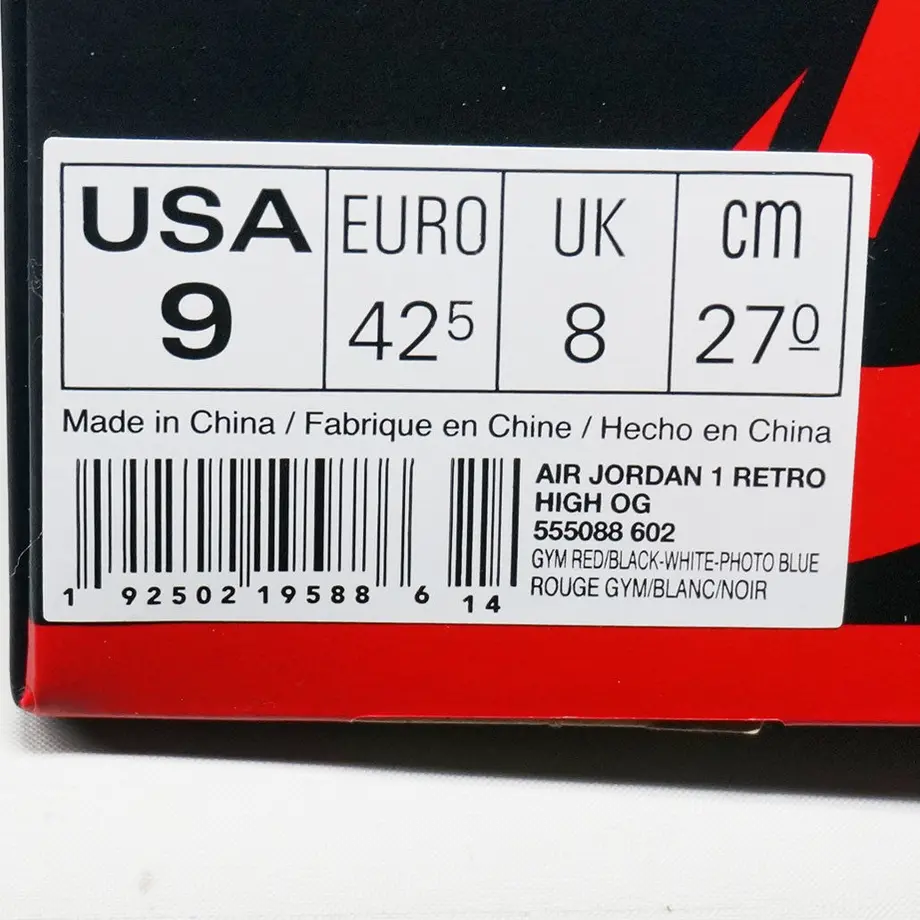 USA EURO UK cm
9 42⁵ 8 27⁰
Made in China / Fabrique en Chine / Hecho en China
AIR JORDAN 1 RETRO
HIGH OG
555088 602
GYM RED/BLACK-WHITE-PHOTO BLUE
ROUGE GYM/BLANC/NOIR
1 92502 19588 6 14